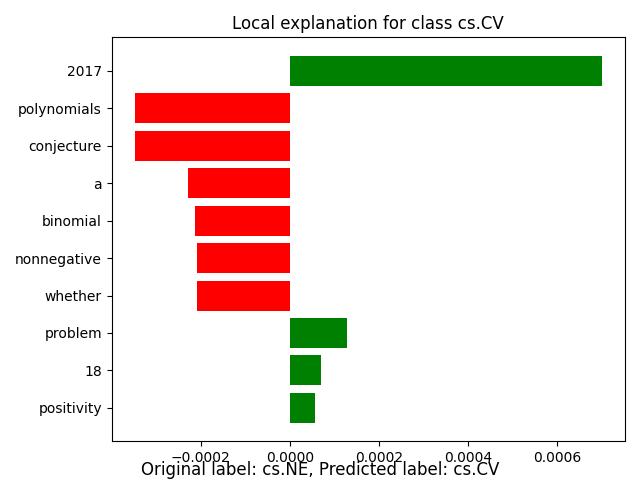 Local explanation for class cs.CV
2017
polynomials
conjecture
a
binomial
nonnegative
whether
problem
18
positivity
−0.0002 0.0000 0.0002 0.0004 0.0006
Original label: cs.NE, Predicted label: cs.CV